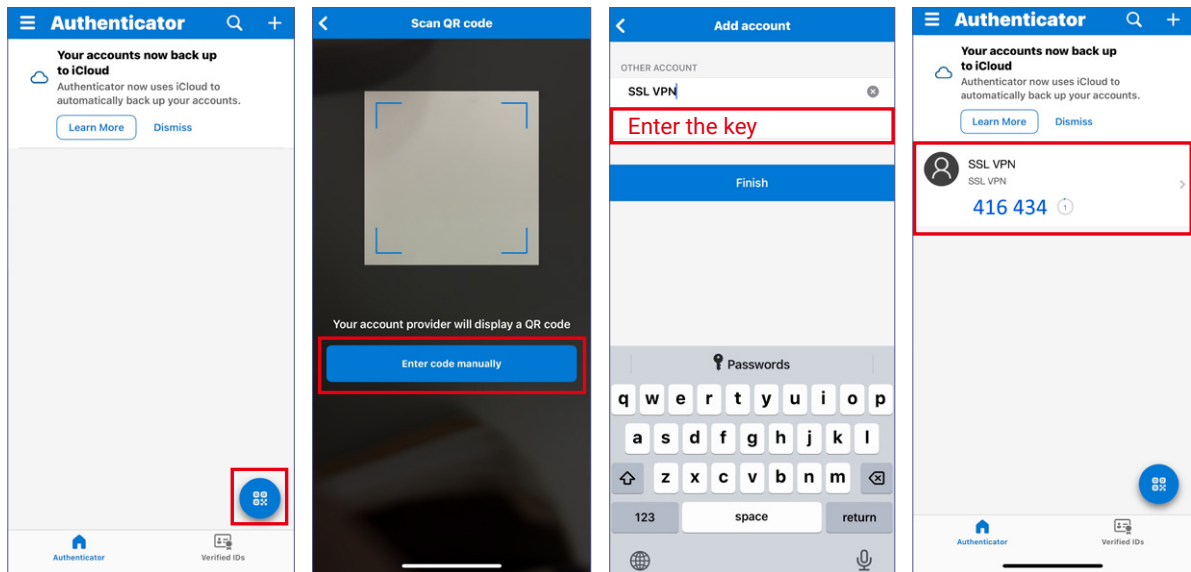 Authenticator
Your accounts now back up
to iCloud
Authenticator now uses iCloud to
automatically back up your accounts.
Learn More Dismiss
Authenticator Verified IDs
Scan QR code
Your account provider will display a QR code
Enter code manually
Add account
OTHER ACCOUNT
SSL VPN
Enter the key
Finish
Passwords
q w e r t y u i o p
a s d f g h j k l
z x c v b n m
123 space return
Authenticator
Your accounts now back up
to iCloud
Authenticator now uses iCloud to
automatically back up your accounts.
Learn More Dismiss
SSL VPN
SSL VPN
416 434 1
Authenticator Verified IDs